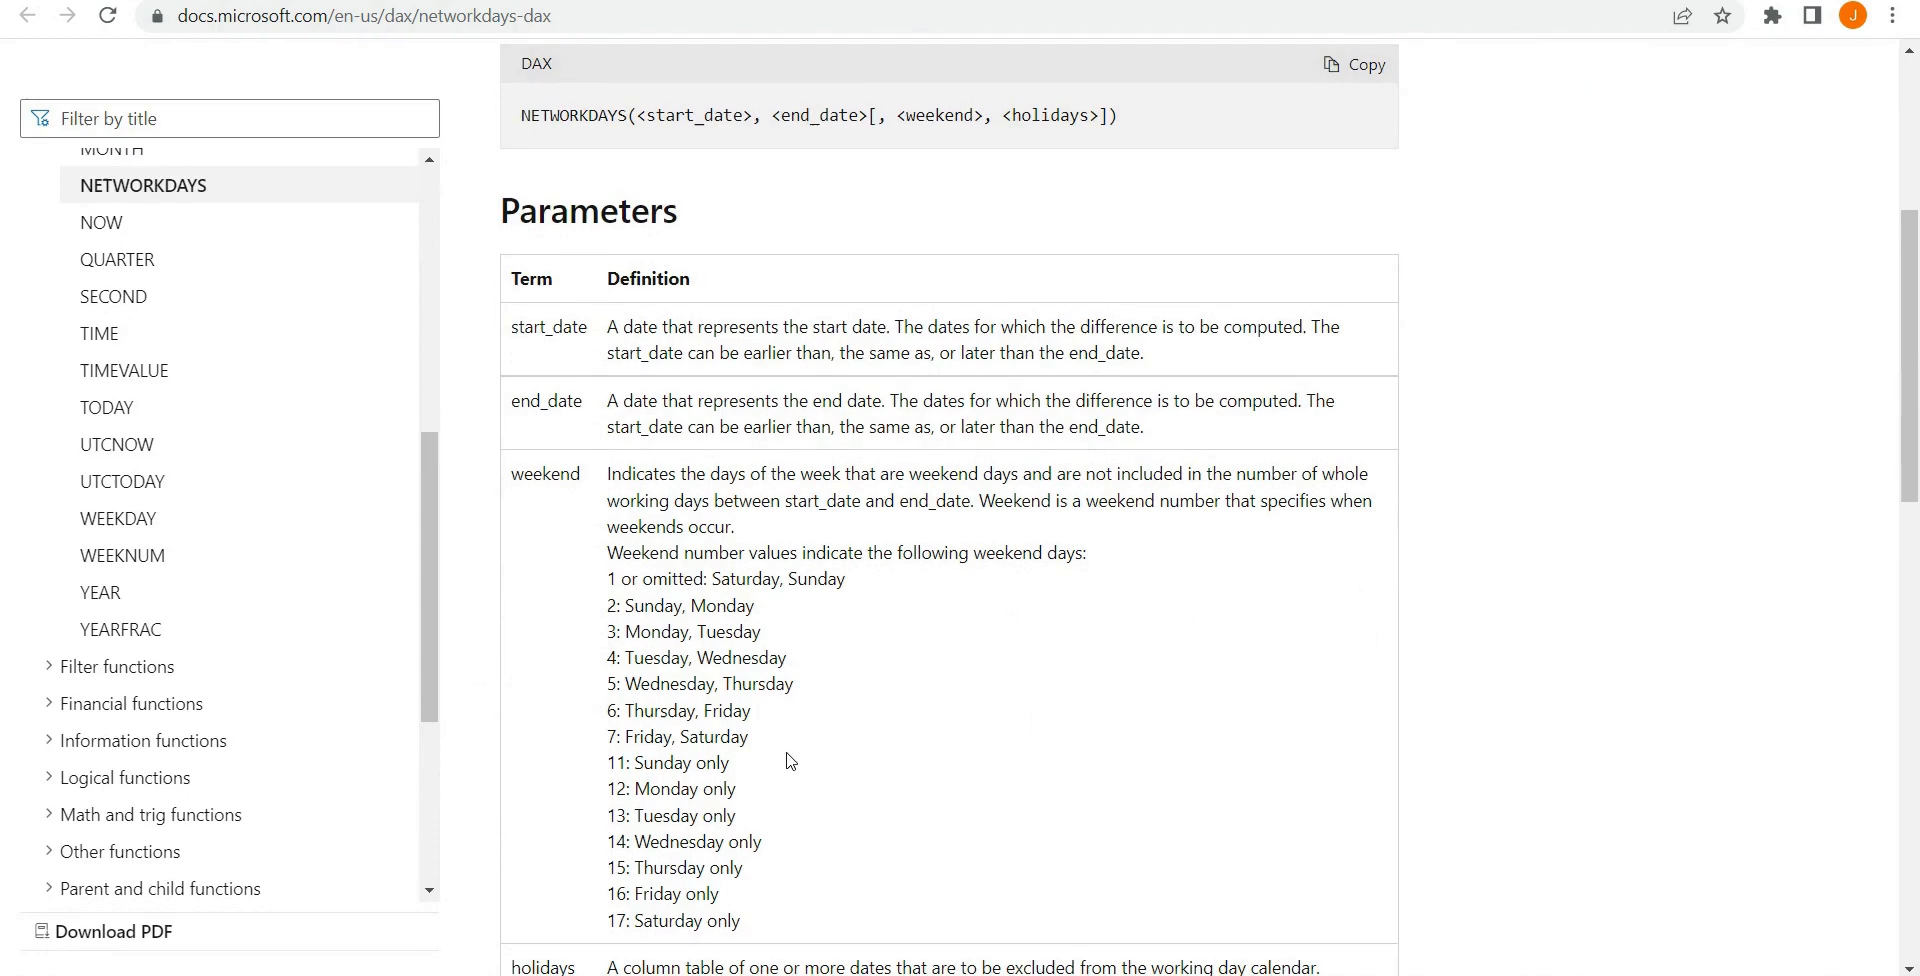 docs.microsoft.com/en-us/dax/networkdays-dax
J
Filter by title
MONTH
NETWORKDAYS
NOW
QUARTER
SECOND
TIME
TIMEVALUE
TODAY
UTCNOW
UTCTODAY
WEEKDAY
WEEKNUM
YEAR
YEARFRAC
Filter functions
Financial functions
Information functions
Logical functions
Math and trig functions
Other functions
Parent and child functions
Download PDF
DAX
Copy
NETWORKDAYS(<start_date>, <end_date>[, <weekend>, <holidays>])
Parameters
Term Definition
start_date A date that represents the start date. The dates for which the difference is to be computed. The
start_date can be earlier than, the same as, or later than the end_date.
end_date A date that represents the end date. The dates for which the difference is to be computed. The
start_date can be earlier than, the same as, or later than the end_date.
weekend Indicates the days of the week that are weekend days and are not included in the number of whole
working days between start_date and end_date. Weekend is a weekend number that specifies when
weekends occur.
Weekend number values indicate the following weekend days:
1 or omitted: Saturday, Sunday
2: Sunday, Monday
3: Monday, Tuesday
4: Tuesday, Wednesday
5: Wednesday, Thursday
6: Thursday, Friday
7: Friday, Saturday
11: Sunday only
12: Monday only
13: Tuesday only
14: Wednesday only
15: Thursday only
16: Friday only
17: Saturday only
holidays A column table of one or more dates that are to be excluded from the working day calendar.